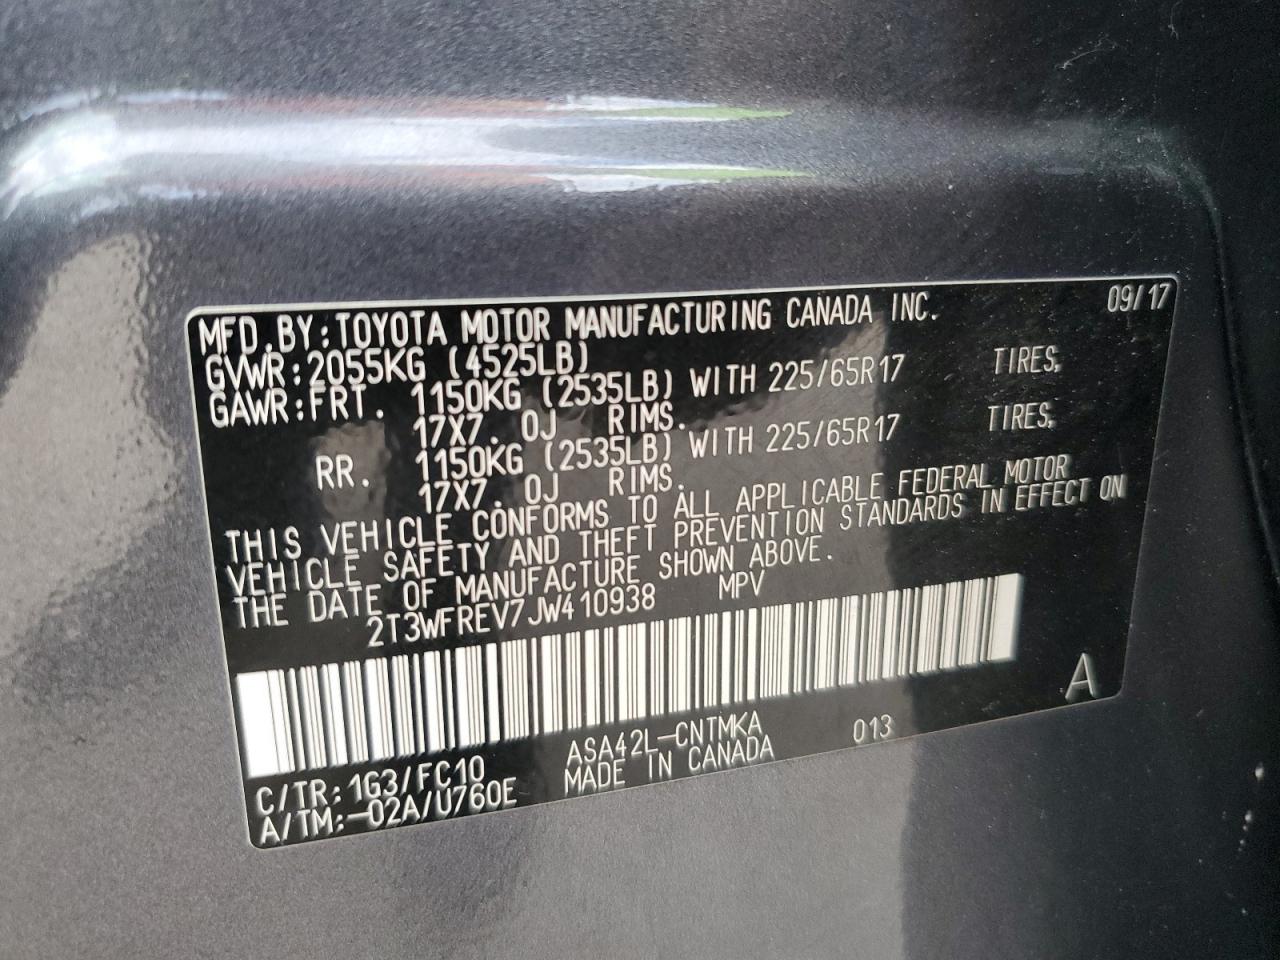 MFD.BY:TOYOTA MOTOR MANUFACTURING CANADA INC. 09/17
GVWR:2055KG (4525LB)
GAWR:FRT. 1150KG (2535LB) WITH 225/65R17 TIRES,
17X7.0J RIMS.
RR. 1150KG (2535LB) WITH 225/65R17 TIRES,
17X7.0J RIMS.
THIS VEHICLE CONFORMS TO ALL APPLICABLE FEDERAL MOTOR
VEHICLE SAFETY AND THEFT PREVENTION STANDARDS IN EFFECT ON
THE DATE OF MANUFACTURE SHOWN ABOVE.
2T3WFREV7JW410938 MPV
A
C/TR:1G3/FC10 ASA42L-CNTMKA 013
A/TM:-02A/U760E MADE IN CANADA